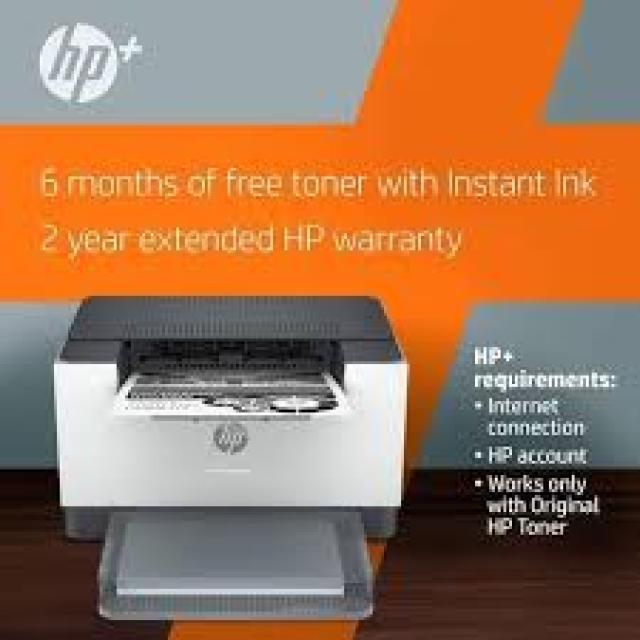 hp+
6 months of free toner with Instant Ink
2 year extended HP warranty
hp
HP+
requirements:
• Internet
connection
• HP account
• Works only
with Original
HP Toner